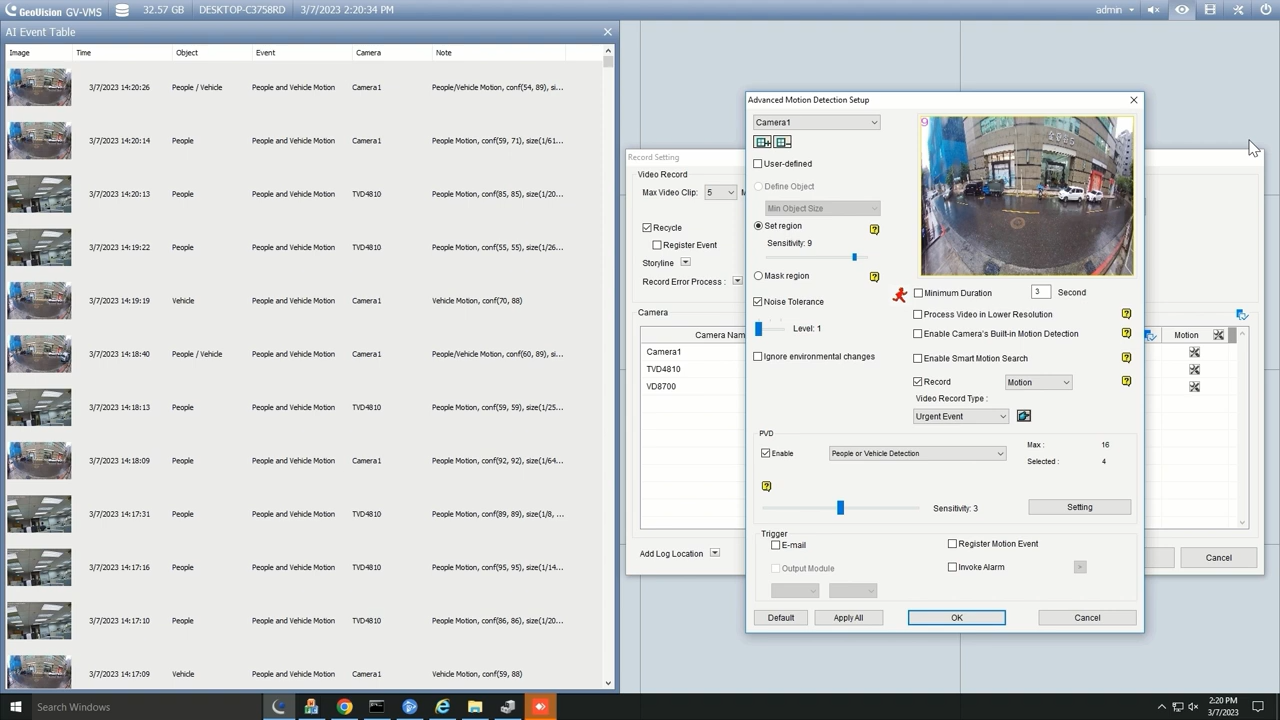 GeoVision GV-VMS 32.57 GB DESKTOP-C3758RD 3/7/2023 2:20:34 PM admin
AI Event Table
Image Time Object Event Camera Note
3/7/2023 14:20:26 People / Vehicle People and Vehicle Motion Camera1 People/Vehicle Motion, conf(54, 89), si...
3/7/2023 14:20:14 People People and Vehicle Motion Camera1 People Motion, conf(59, 71), size(1/61...
3/7/2023 14:20:13 People People and Vehicle Motion TVD4810 People Motion, conf(85, 85), size(1/20...
3/7/2023 14:19:22 People People and Vehicle Motion TVD4810 People Motion, conf(55, 55), size(1/26...
3/7/2023 14:19:19 Vehicle People and Vehicle Motion Camera1 Vehicle Motion, conf(70, 88)
3/7/2023 14:18:40 People / Vehicle People and Vehicle Motion Camera1 People/Vehicle Motion, conf(60, 89), si...
3/7/2023 14:18:13 People People and Vehicle Motion TVD4810 People Motion, conf(59, 59), size(1/25...
3/7/2023 14:18:09 People People and Vehicle Motion Camera1 People Motion, conf(92, 92), size(1/64...
3/7/2023 14:17:31 People People and Vehicle Motion TVD4810 People Motion, conf(89, 89), size(1/8, ...
3/7/2023 14:17:16 People People and Vehicle Motion TVD4810 People Motion, conf(95, 95), size(1/14...
3/7/2023 14:17:10 People People and Vehicle Motion TVD4810 People Motion, conf(86, 86), size(1/20...
3/7/2023 14:17:09 Vehicle People and Vehicle Motion Camera1 Vehicle Motion, conf(59, 88)
Record Setting
Video Record
Max Video Clip: 5 M
Recycle
Register Event
Storyline
Record Error Process :
Camera
Camera Nam
Motion
Camera1
TVD4810
VD8700
Add Log Location
Cancel
Advanced Motion Detection Setup
Camera1
User-defined
Define Object
Min Object Size
Set region
Sensitivity: 9
Mask region
Noise Tolerance
Level: 1
Ignore environmental changes
Minimum Duration 3 Second
Process Video in Lower Resolution
Enable Camera's Built-in Motion Detection
Enable Smart Motion Search
Record Motion
Video Record Type :
Urgent Event
PVD
Enable People or Vehicle Detection
Max : 16
Selected : 4
Sensitivity: 3 Setting
Trigger
E-mail Register Motion Event
Output Module Invoke Alarm
Default Apply All OK Cancel
Search Windows
2:20 PM
3/7/2023